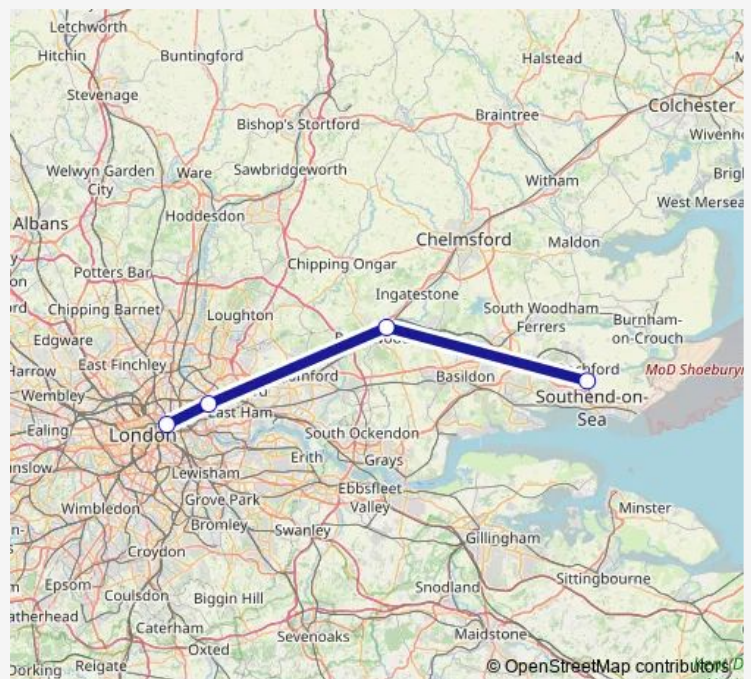 Letchworth
Hitchin
Buntingford
Halstead
Stevenage
Colchester
Bishop's Stortford
Braintree
Wivenho
Welwyn Garden
City
Ware
Sawbridgeworth
Witham
Brig
West Mersea
Hoddesdon
Albans
Chelmsford
Maldon
Potters Bar
Chipping Ongar
Ingatestone
Chipping Barnet
Loughton
South Woodham
Ferrers
Burnham-
on-Crouch
Edgware
East Finchley
Harrow
Wembley
Basildon
MoD Shoebury
Southend-on-
Sea
East Ham
Ealing
London
South Ockendon
Erith
Grays
Lewisham
Ebbsfleet
Valley
Grove Park
Wimbledon
Bromley
Swanley
Minster
Gillingham
Croydon
Epsom
Coulsdon
Biggin Hill
Snodland
Sittingbourne
Caterham
Sevenoaks
Maidstone
Oxted
Dorking
Reigate
© OpenStreetMap contributors